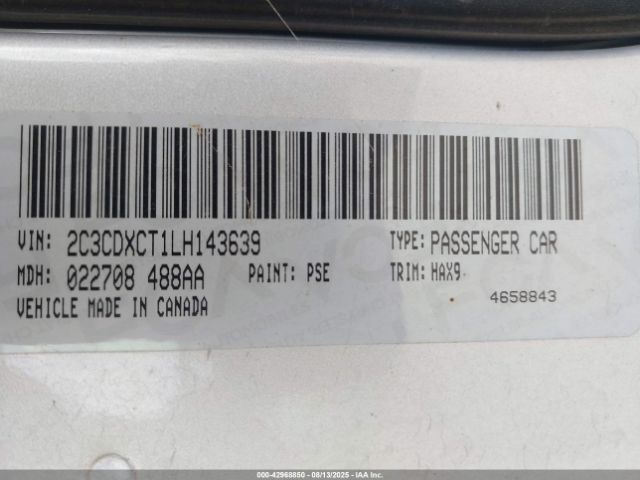 VIN: 2C3CDXCT1LH143639 TYPE: PASSENGER CAR
MDH: 022708 488AA PAINT: PSE TRIM: HAX9
VEHICLE MADE IN CANADA 4658843
000-42968850 - 08/13/2025 - IAA Inc.